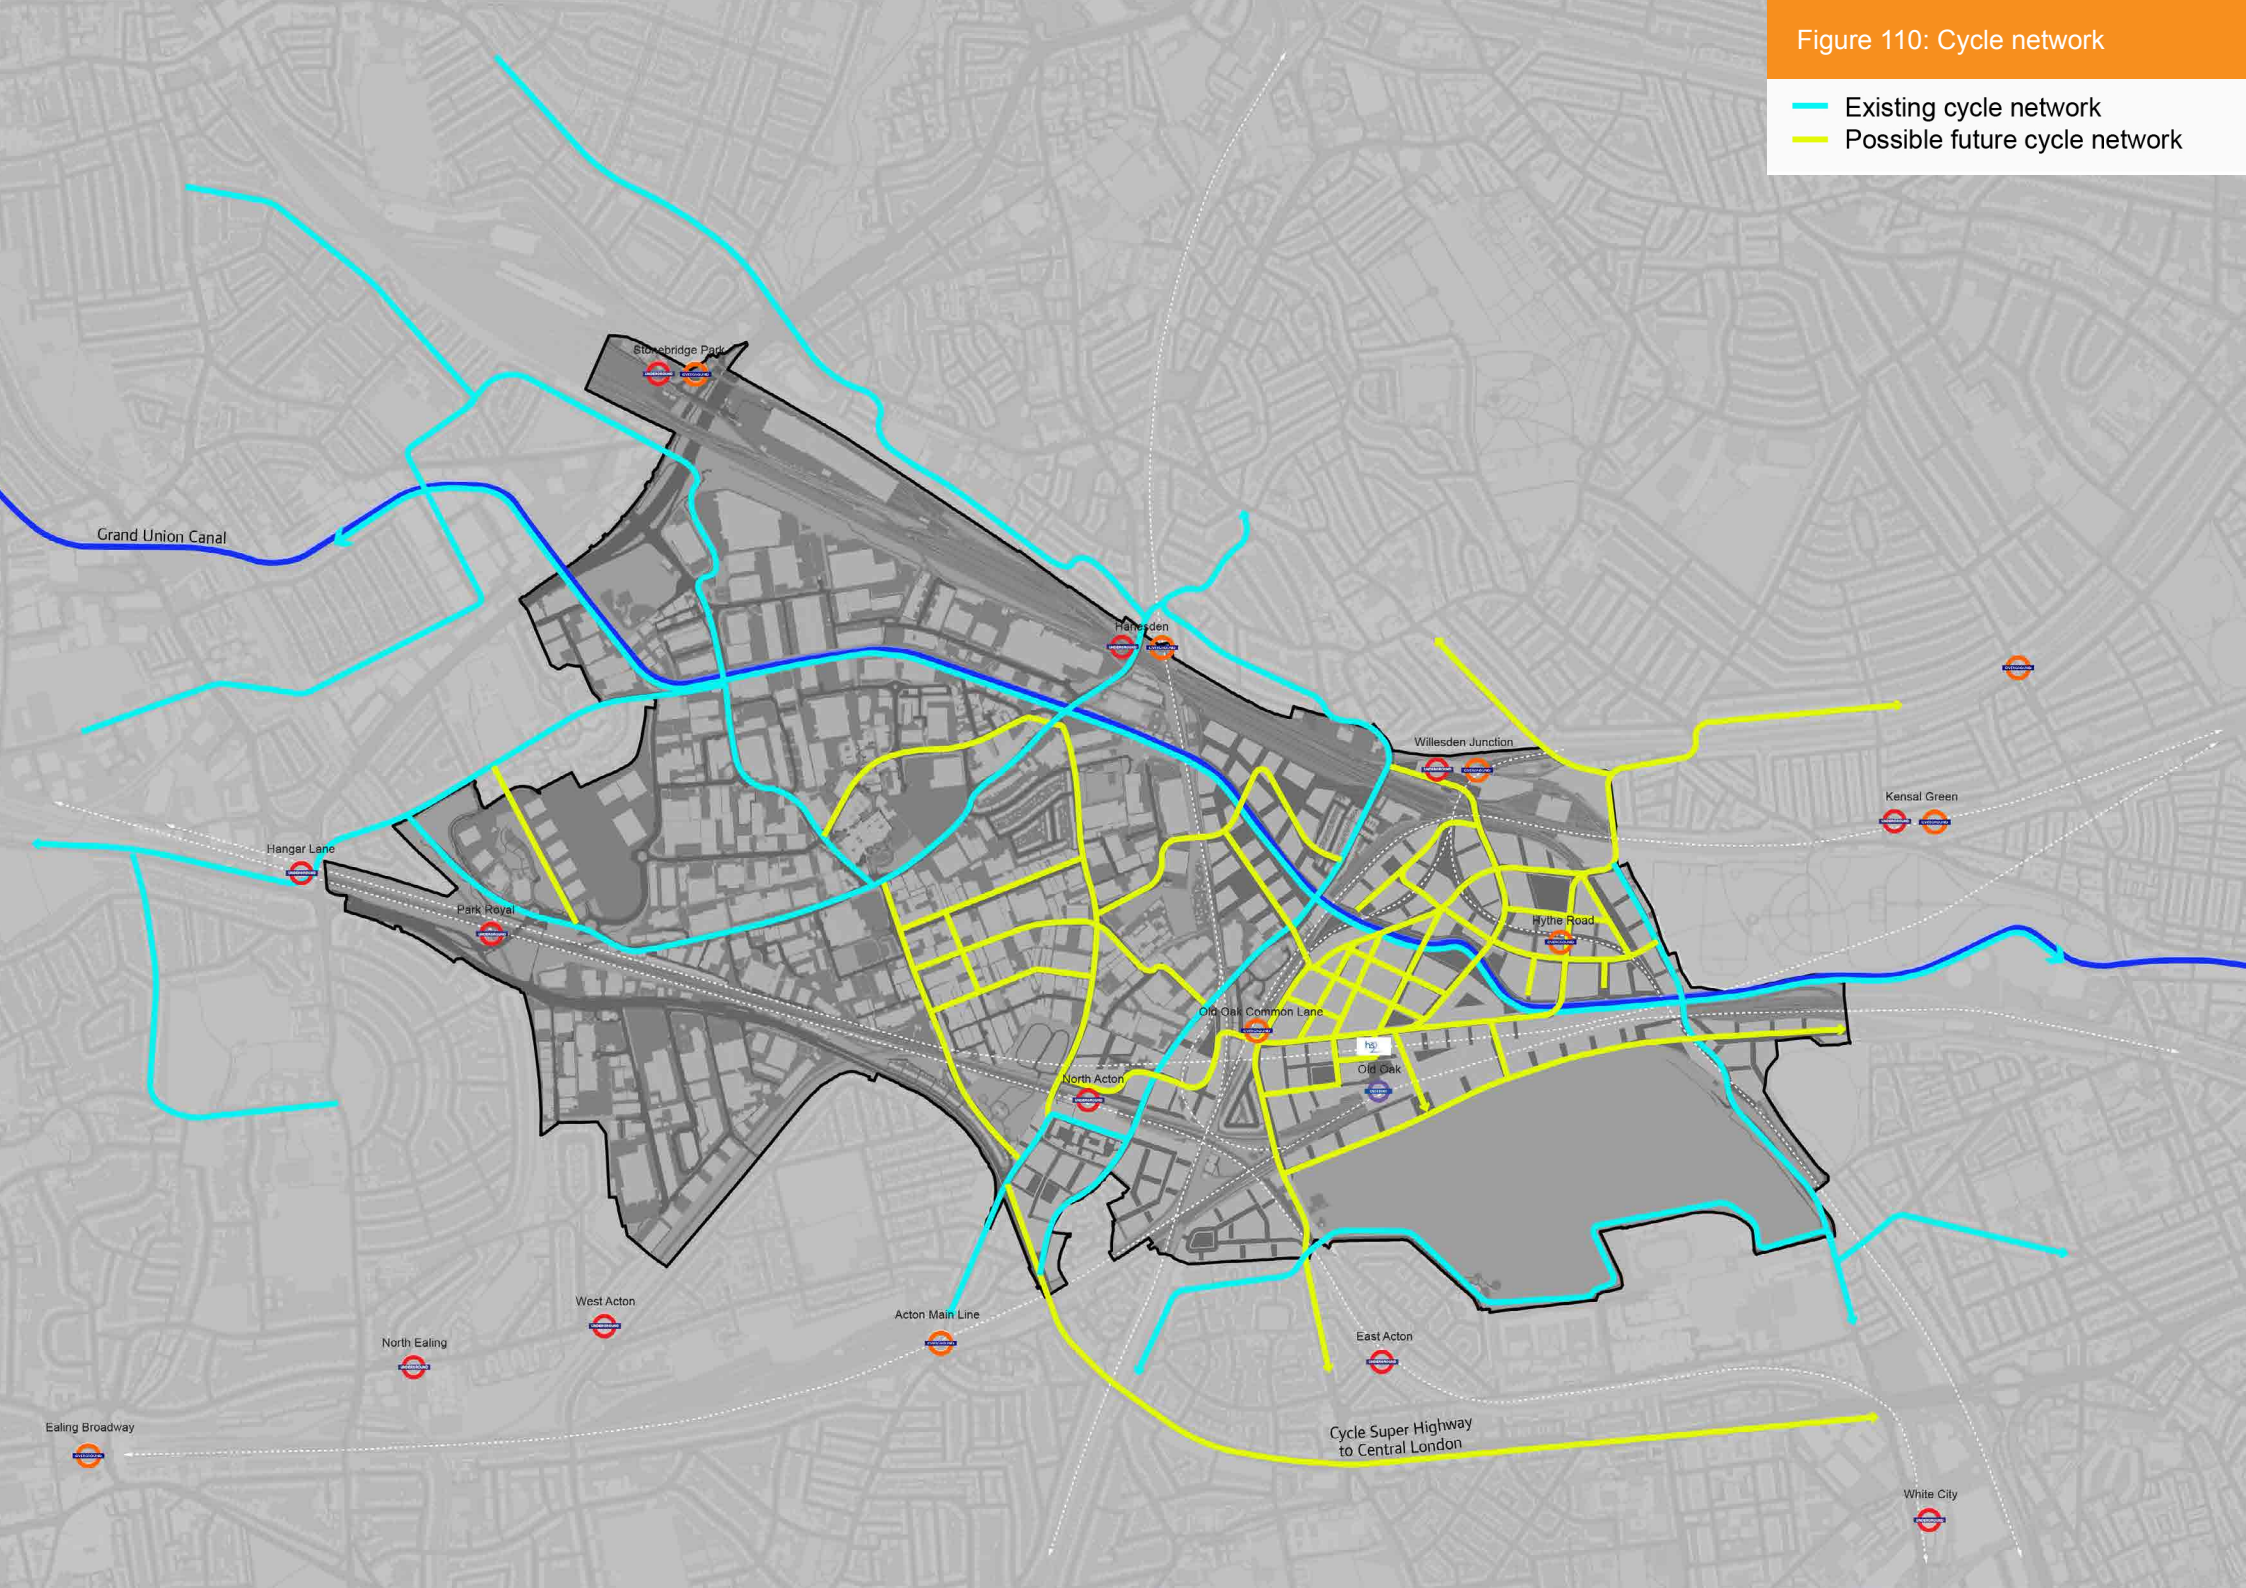 Figure 110: Cycle network
Existing cycle network
Possible future cycle network
Stonebridge Park
Grand Union Canal
Harlesden
Willesden Junction
Kensal Green
Hangar Lane
Park Royal
Hythe Road
Old Oak Common Lane
Old Oak
North Acton
West Acton
Acton Main Line
North Ealing
East Acton
Ealing Broadway
Cycle Super Highway
to Central London
White City